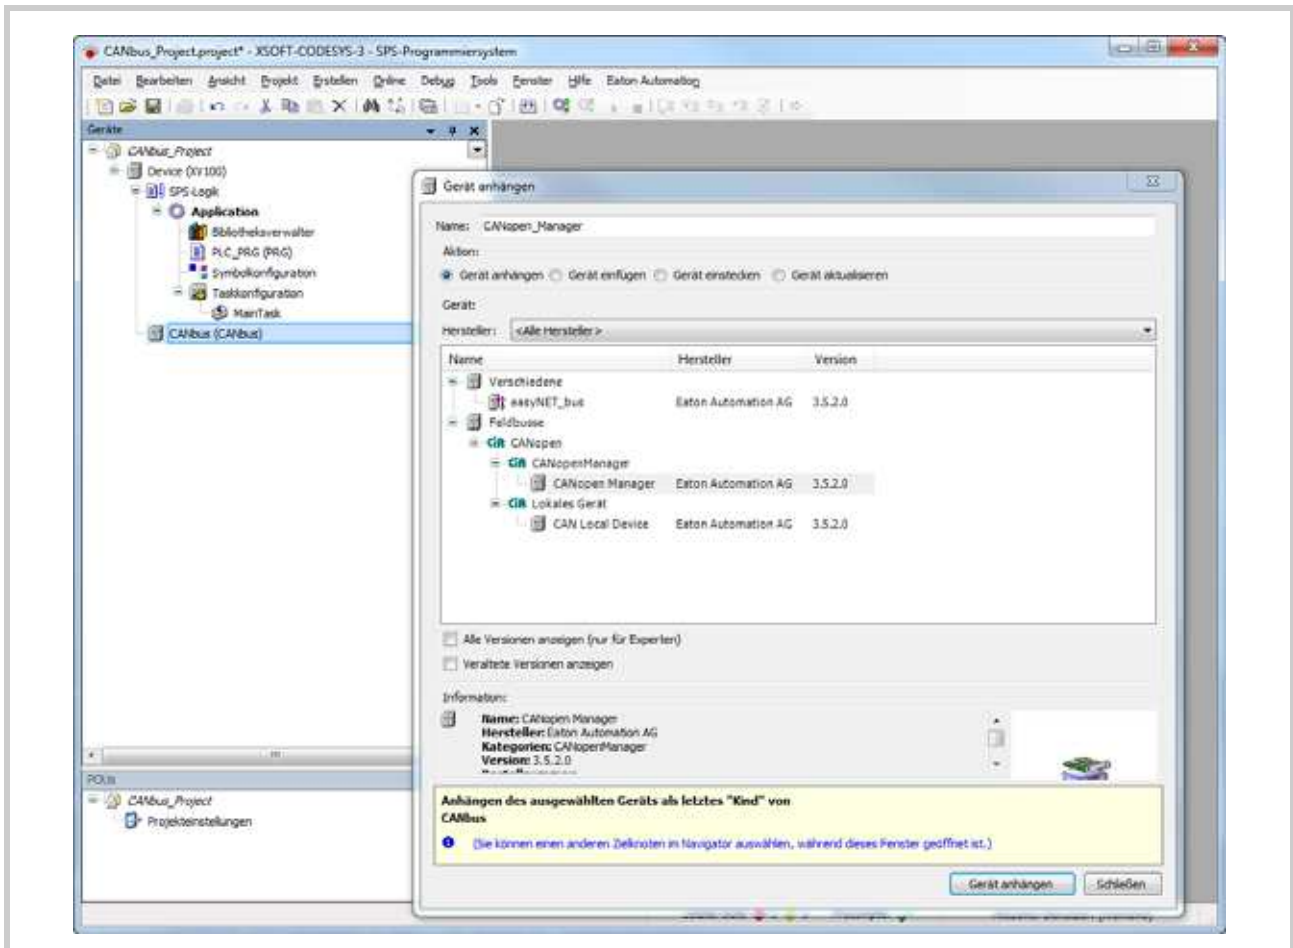 CANbus_Project.project* - XSOFT-CODESYS-3 - SPS-Programmiersystem
Datei Bearbeiten Ansicht Projekt Erstellen Online Debug Tools Fenster Hilfe Eaton Automation
Geräte
CANbus_Project
Device (XV100)
SPS-Logik
Application
Bibliotheksverwalter
PLC_PRG (PRG)
Symbolkonfiguration
Taskkonfiguration
MainTask
CANbus (CANbus)
POUs
CANbus_Project
Projekteinstellungen
Gerät anhängen
Name: CANopen_Manager
Aktion:
Gerät anhängen Gerät einfügen Gerät einstecken Gerät aktualisieren
Gerät:
Hersteller: <Alle Hersteller>
Name Hersteller Version
Verschiedene
easyNET_bus Eaton Automation AG 3.5.2.0
Feldbusse
CiA CANopen
CiA CANopenManager
CANopen Manager Eaton Automation AG 3.5.2.0
CiA Lokales Gerät
CAN Local Device Eaton Automation AG 3.5.2.0
Alle Versionen anzeigen (nur für Experten)
Veraltete Versionen anzeigen
Information:
Name: CANopen Manager
Hersteller: Eaton Automation AG
Kategorien: CANopenManager
Version: 3.5.2.0
Anhängen des ausgewählten Geräts als letztes "Kind" von
CANbus
(Sie können einen anderen Zielknoten im Navigator auswählen, während dieses Fenster geöffnet ist.)
Gerät anhängen Schließen